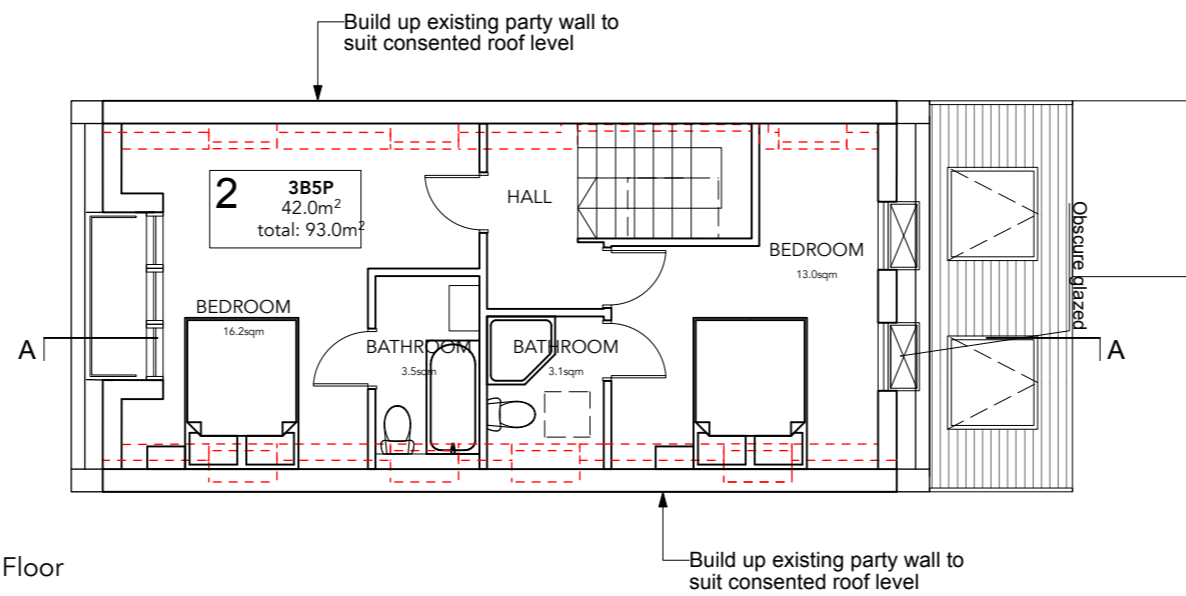 Build up existing party wall to
suit consented roof level
2
3B5P
42.0m²
total: 93.0m²
HALL
BEDROOM
13.0sqm
Obscure glazed
BEDROOM
16.2sqm
BATHROOM
3.5sqm
BATHROOM
3.1sqm
A
A
Build up existing party wall to
suit consented roof level
Floor